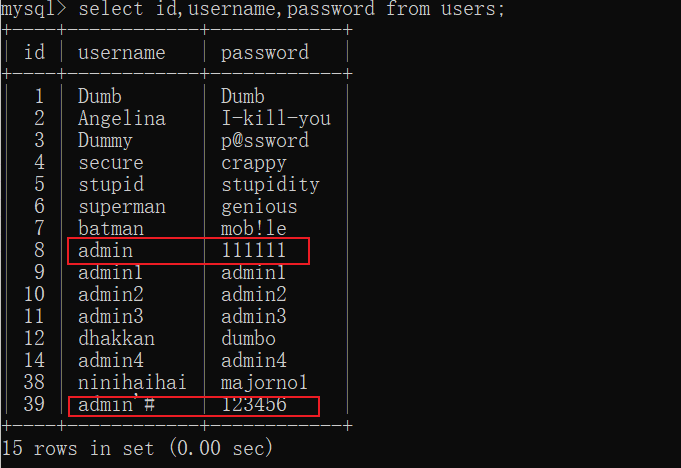 mysql> select id,username,password from users;
+----+------------+------------+
| id | username | password |
+----+------------+------------+
| 1 | Dumb | Dumb |
| 2 | Angelina | I-kill-you |
| 3 | Dummy | p@ssword |
| 4 | secure | crappy |
| 5 | stupid | stupidity |
| 6 | superman | genious |
| 7 | batman | mob!le |
| 8 | admin | 111111 |
| 9 | admin1 | admin1 |
| 10 | admin2 | admin2 |
| 11 | admin3 | admin3 |
| 12 | dhakkan | dumbo |
| 14 | admin4 | admin4 |
| 38 | ninihaihai | majorno1 |
| 39 | admin'# | 123456 |
+----+------------+------------+
15 rows in set (0.00 sec)